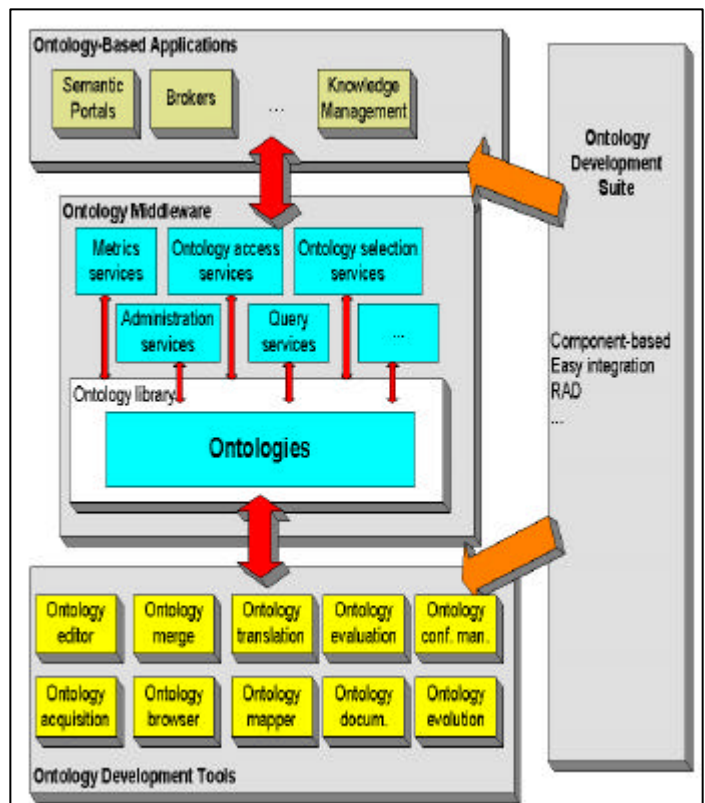 Ontology-Based Applications
Semantic
Portals
Brokers
...
Knowledge
Management
Ontology
Development
Suite
Component-based
Easy integration
RAD
...
Ontology Middleware
Metrics
services
Ontology access
services
Ontology selection
services
Administration
services
Query
services
...
Ontology library
Ontologies
Ontology
editor
Ontology
merge
Ontology
translation
Ontology
evaluation
Ontology
conf. man.
Ontology
acquisition
Ontology
browser
Ontology
mapper
Ontology
docum.
Ontology
evolution
Ontology Development Tools